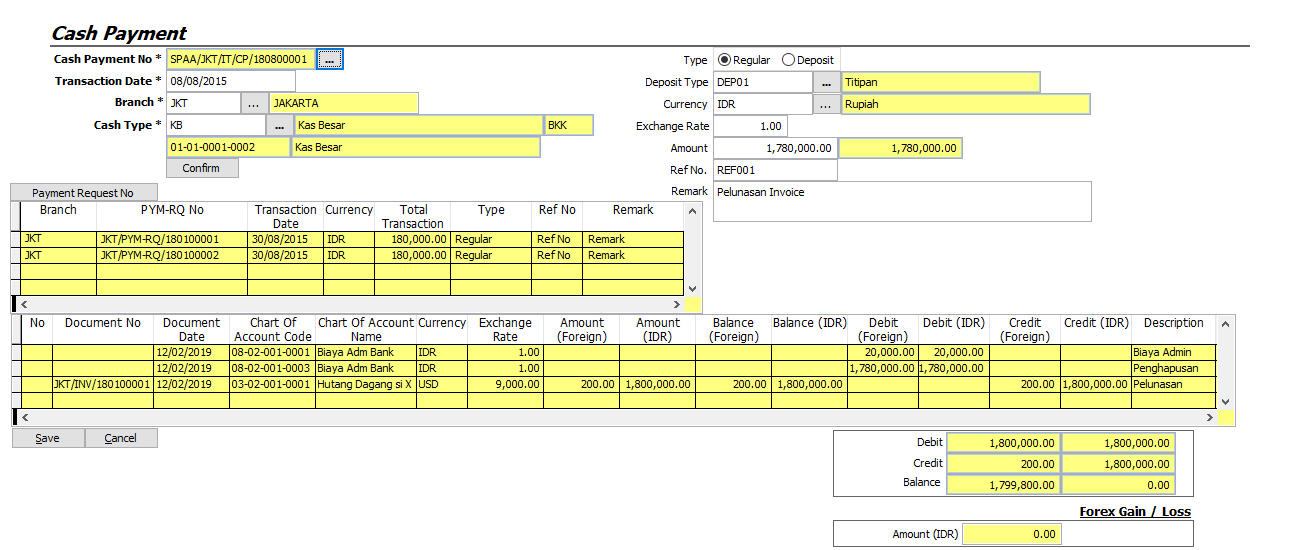 Cash Payment
Cash Payment No * SPAA/JKT/IT/CP/180800001 ...
Transaction Date * 08/08/2015
Branch * JKT ... JAKARTA
Cash Type * KB ... Kas Besar BKK
01-01-0001-0002 Kas Besar
Confirm
Type Regular Deposit
Deposit Type DEP01 ... Titipan
Currency IDR ... Rupiah
Exchange Rate 1.00
Amount 1,780,000.00 1,780,000.00
Ref No. REF001
Remark Pelunasan Invoice
Payment Request No
Branch PYM-RQ No Transaction Date Currency Total Transaction Type Ref No Remark
JKT JKT/PYM-RQ/180100001 30/08/2015 IDR 180,000.00 Regular Ref No Remark
JKT JKT/PYM-RQ/180100002 30/08/2015 IDR 180,000.00 Regular Ref No Remark
No Document No Document Date Chart Of Account Code Chart Of Account Name Currency Exchange Rate Amount (Foreign) Amount (IDR) Balance (Foreign) Balance (IDR) Debit (Foreign) Debit (IDR) Credit (Foreign) Credit (IDR) Description
12/02/2019 08-02-001-0001 Biaya Adm Bank IDR 1.00 20,000.00 20,000.00 Biaya Admin
12/02/2019 08-02-001-0003 Biaya Adm Bank IDR 1.00 1,780,000.00 1,780,000.00 Penghapusan
JKT/INV/180100001 12/02/2019 03-02-001-0001 Hutang Dagang si X USD 9,000.00 200.00 1,800,000.00 200.00 1,800,000.00 200.00 1,800,000.00 Pelunasan
Save Cancel
Debit 1,800,000.00 1,800,000.00
Credit 200.00 1,800,000.00
Balance 1,799,800.00 0.00
Forex Gain / Loss
Amount (IDR) 0.00